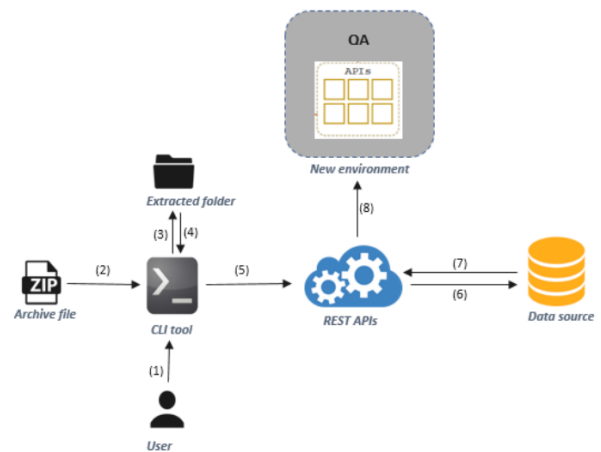 QA
APIs
New environment
(8)
Extracted folder
(3)
(4)
(2)
(5)
(7)
(6)
ZIP
>_
Archive file
CLI tool
REST APIs
Data source
(1)
User